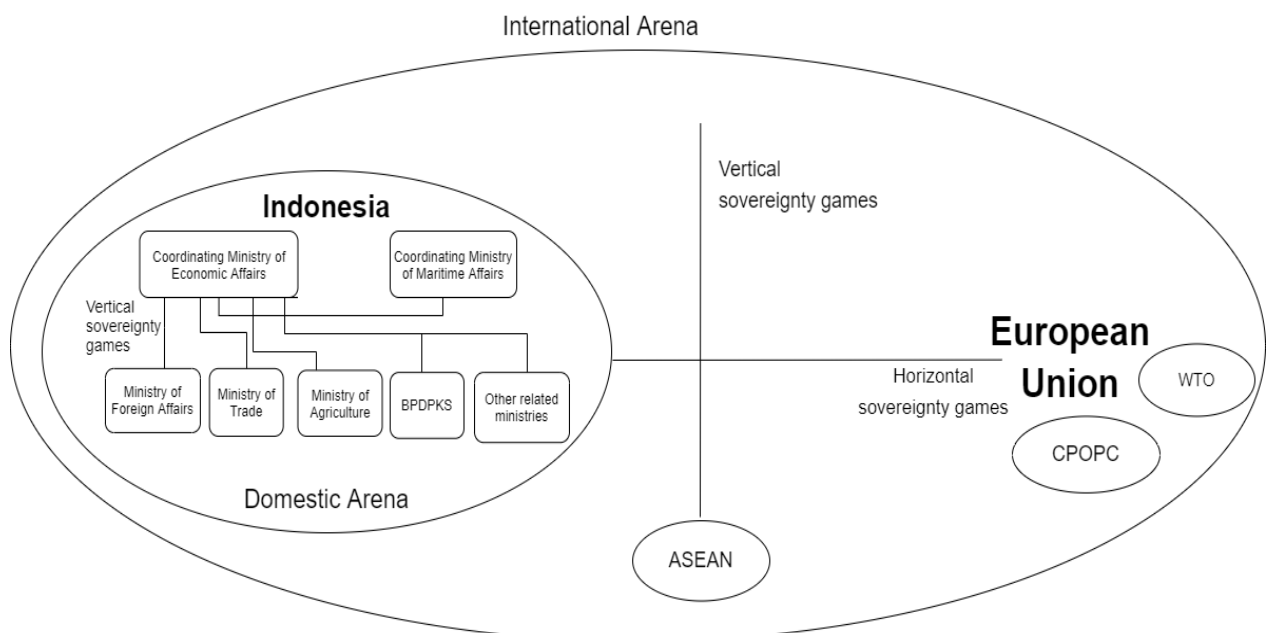 International Arena
Vertical
sovereignty games
Indonesia
Coordinating Ministry of
Economic Affairs
Coordinating Ministry
of Maritime Affairs
Vertical
sovereignty
games
Ministry of
Foreign Affairs
Ministry of
Trade
Ministry of
Agriculture
BPDPKS
Other related
ministries
Domestic Arena
European
Union
Horizontal
sovereignty games
WTO
CPOPC
ASEAN